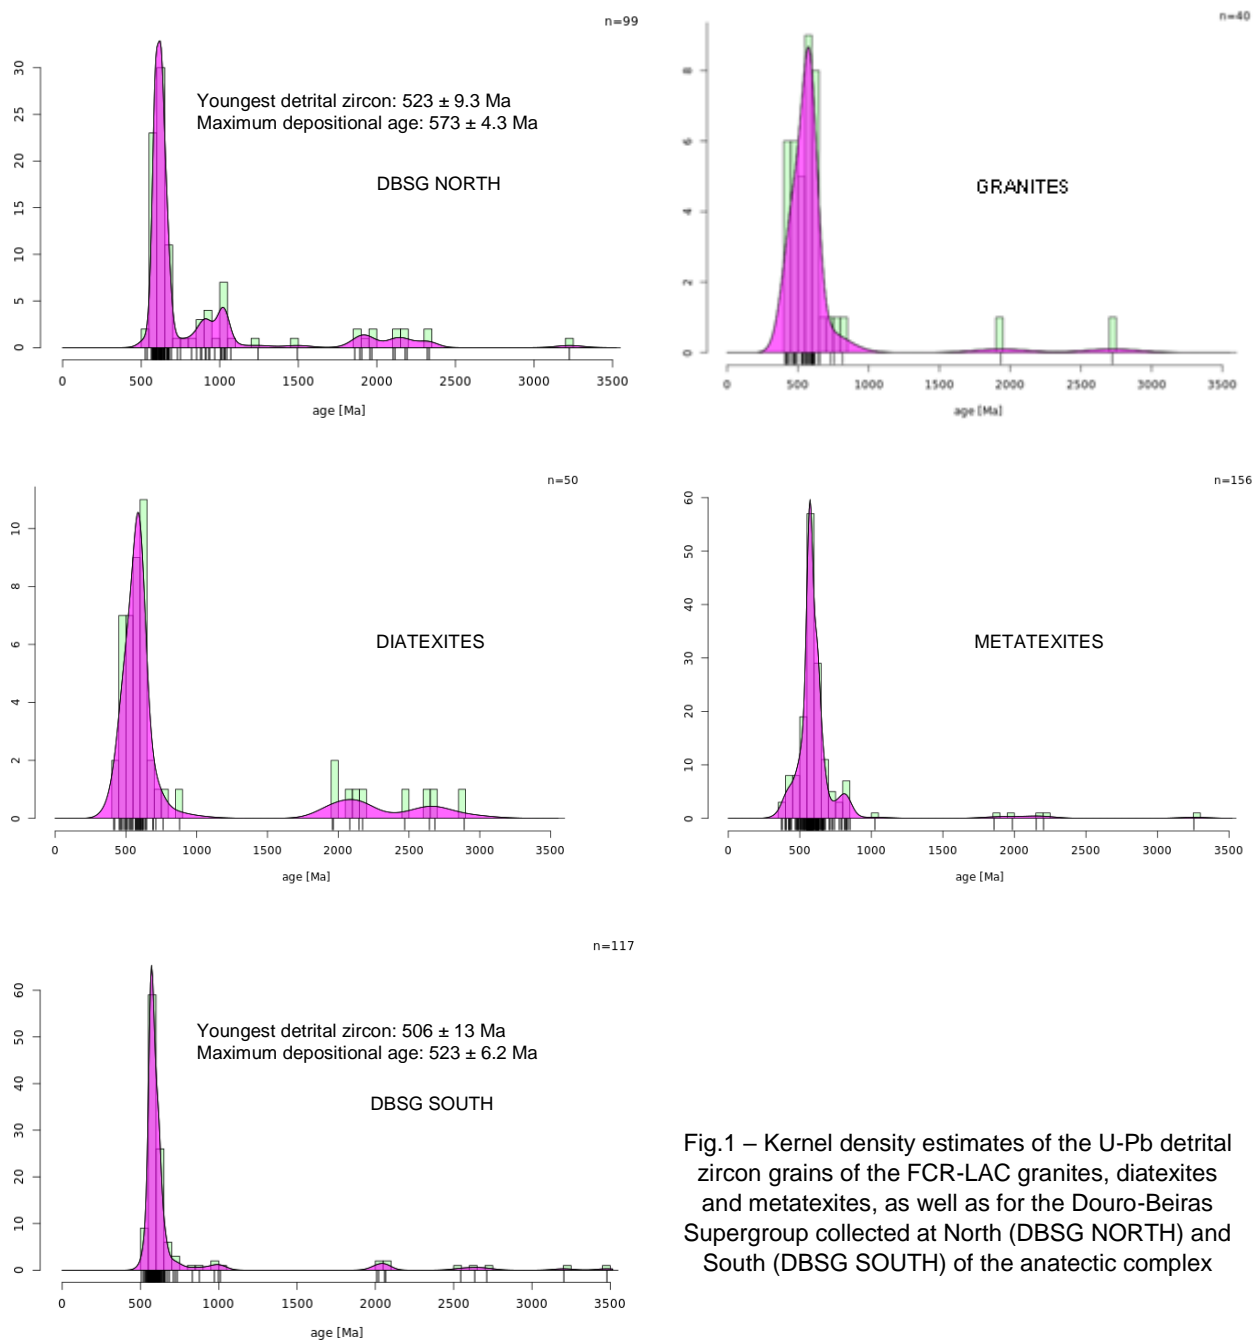 n=99
30
25
20
15
10
5
0
Youngest detrital zircon: 523 ± 9.3 Ma
Maximum depositional age: 573 ± 4.3 Ma
DBSG NORTH
0 500 1000 1500 2000 2500 3000 3500
age [Ma]
n=40
8
6
4
2
0
GRANITES
0 500 1000 1500 2000 2500 3000 3500
age [Ma]
n=50
10
8
6
4
2
0
DIATEXITES
0 500 1000 1500 2000 2500 3000 3500
age [Ma]
n=156
60
50
40
30
20
10
0
METATEXITES
0 500 1000 1500 2000 2500 3000 3500
age [Ma]
n=117
60
50
40
30
20
10
0
Youngest detrital zircon: 506 ± 13 Ma
Maximum depositional age: 523 ± 6.2 Ma
DBSG SOUTH
0 500 1000 1500 2000 2500 3000 3500
age [Ma]
Fig.1 – Kernel density estimates of the U-Pb detrital
zircon grains of the FCR-LAC granites, diatexites
and metatexites, as well as for the Douro-Beiras
Supergroup collected at North (DBSG NORTH) and
South (DBSG SOUTH) of the anatectic complex